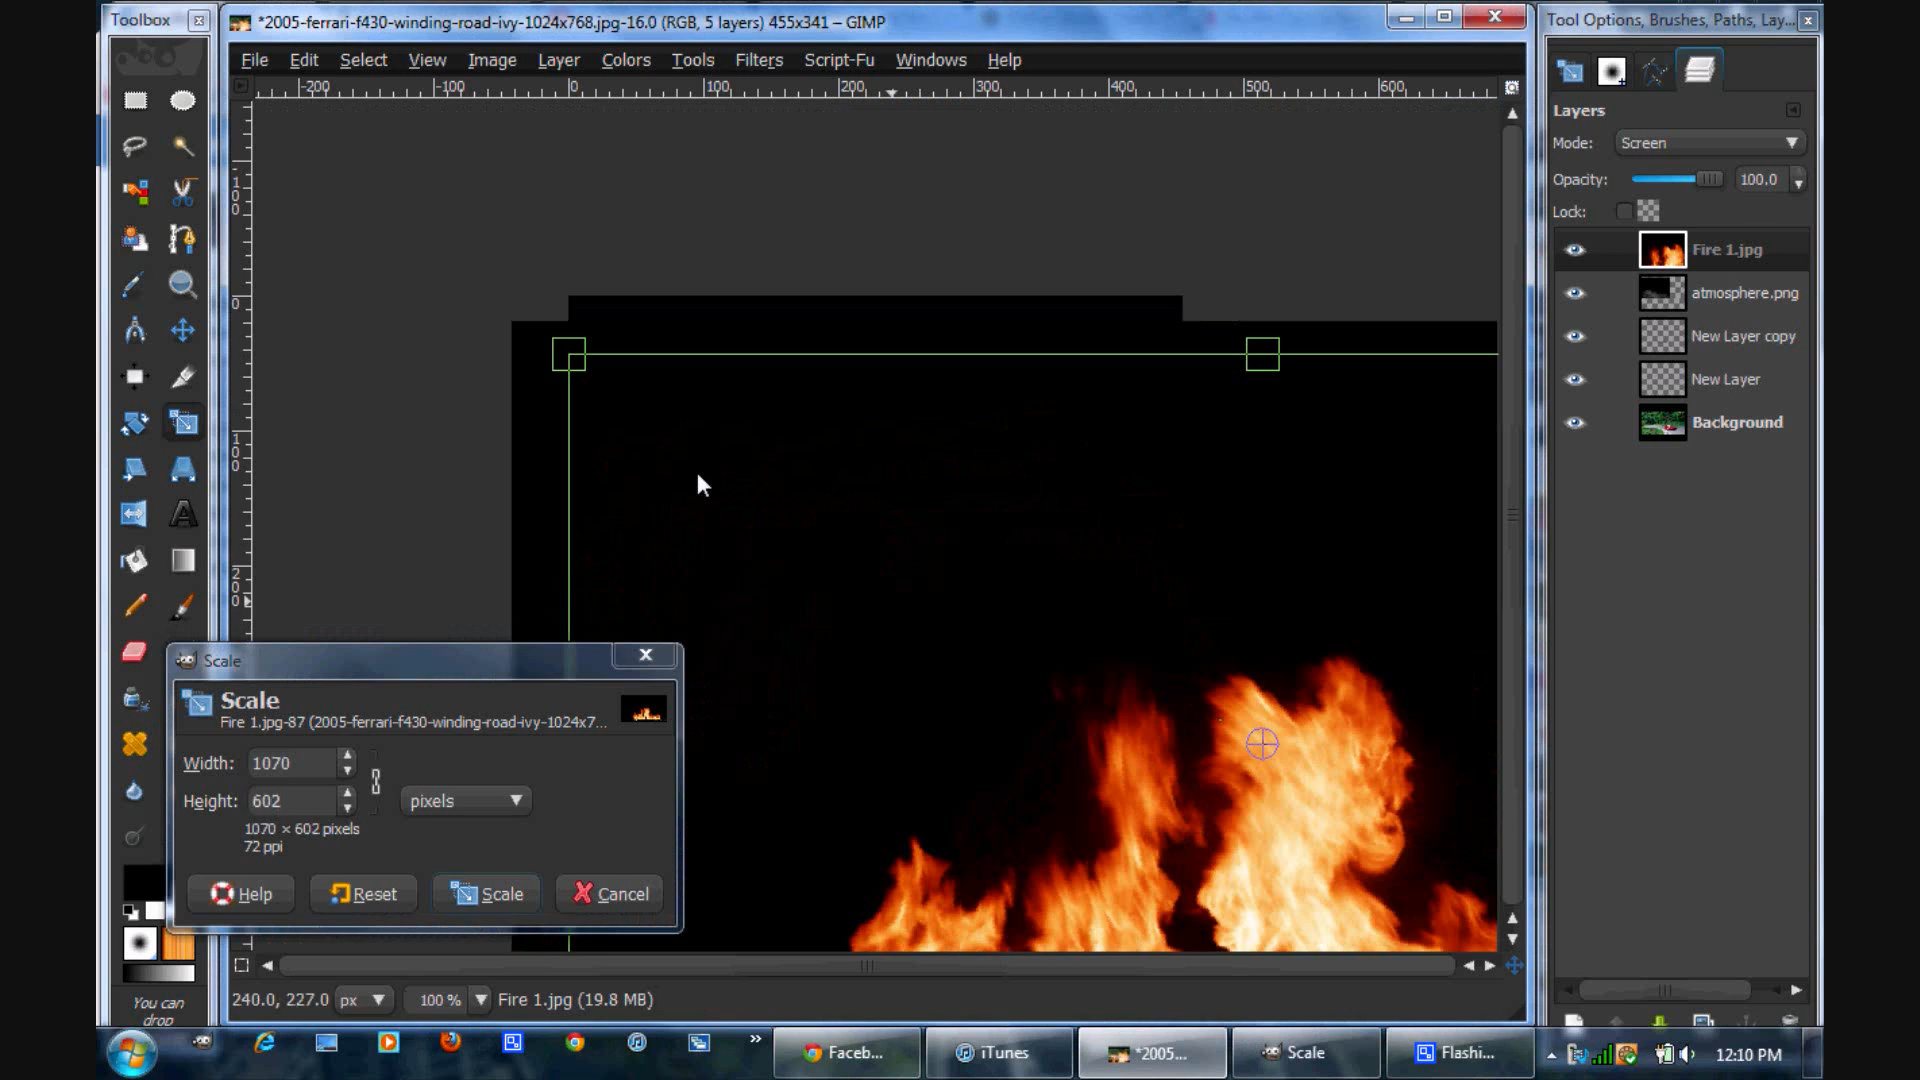 Toolbox
*2005-ferrari-f430-winding-road-ivy-1024x768.jpg-16.0 (RGB, 5 layers) 455x341 – GIMP
Tool Options, Brushes, Paths, Lay...
File Edit Select View Image Layer Colors Tools Filters Script-Fu Windows Help
-200 -100 0 100 200 300 400 500 600
Layers
Mode: Screen
Opacity: 100.0
Lock:
Fire 1.jpg
atmosphere.png
New Layer copy
New Layer
Background
100
0
100
200
Scale
Scale
Fire 1.jpg-87 (2005-ferrari-f430-winding-road-ivy-1024x7...
Width: 1070
Height: 602 pixels
1070 × 602 pixels
72 ppi
Help Reset Scale Cancel
You can
drop
240.0, 227.0 px 100 % Fire 1.jpg (19.8 MB)
Faceb... iTunes *2005... Scale Flashi... 12:10 PM